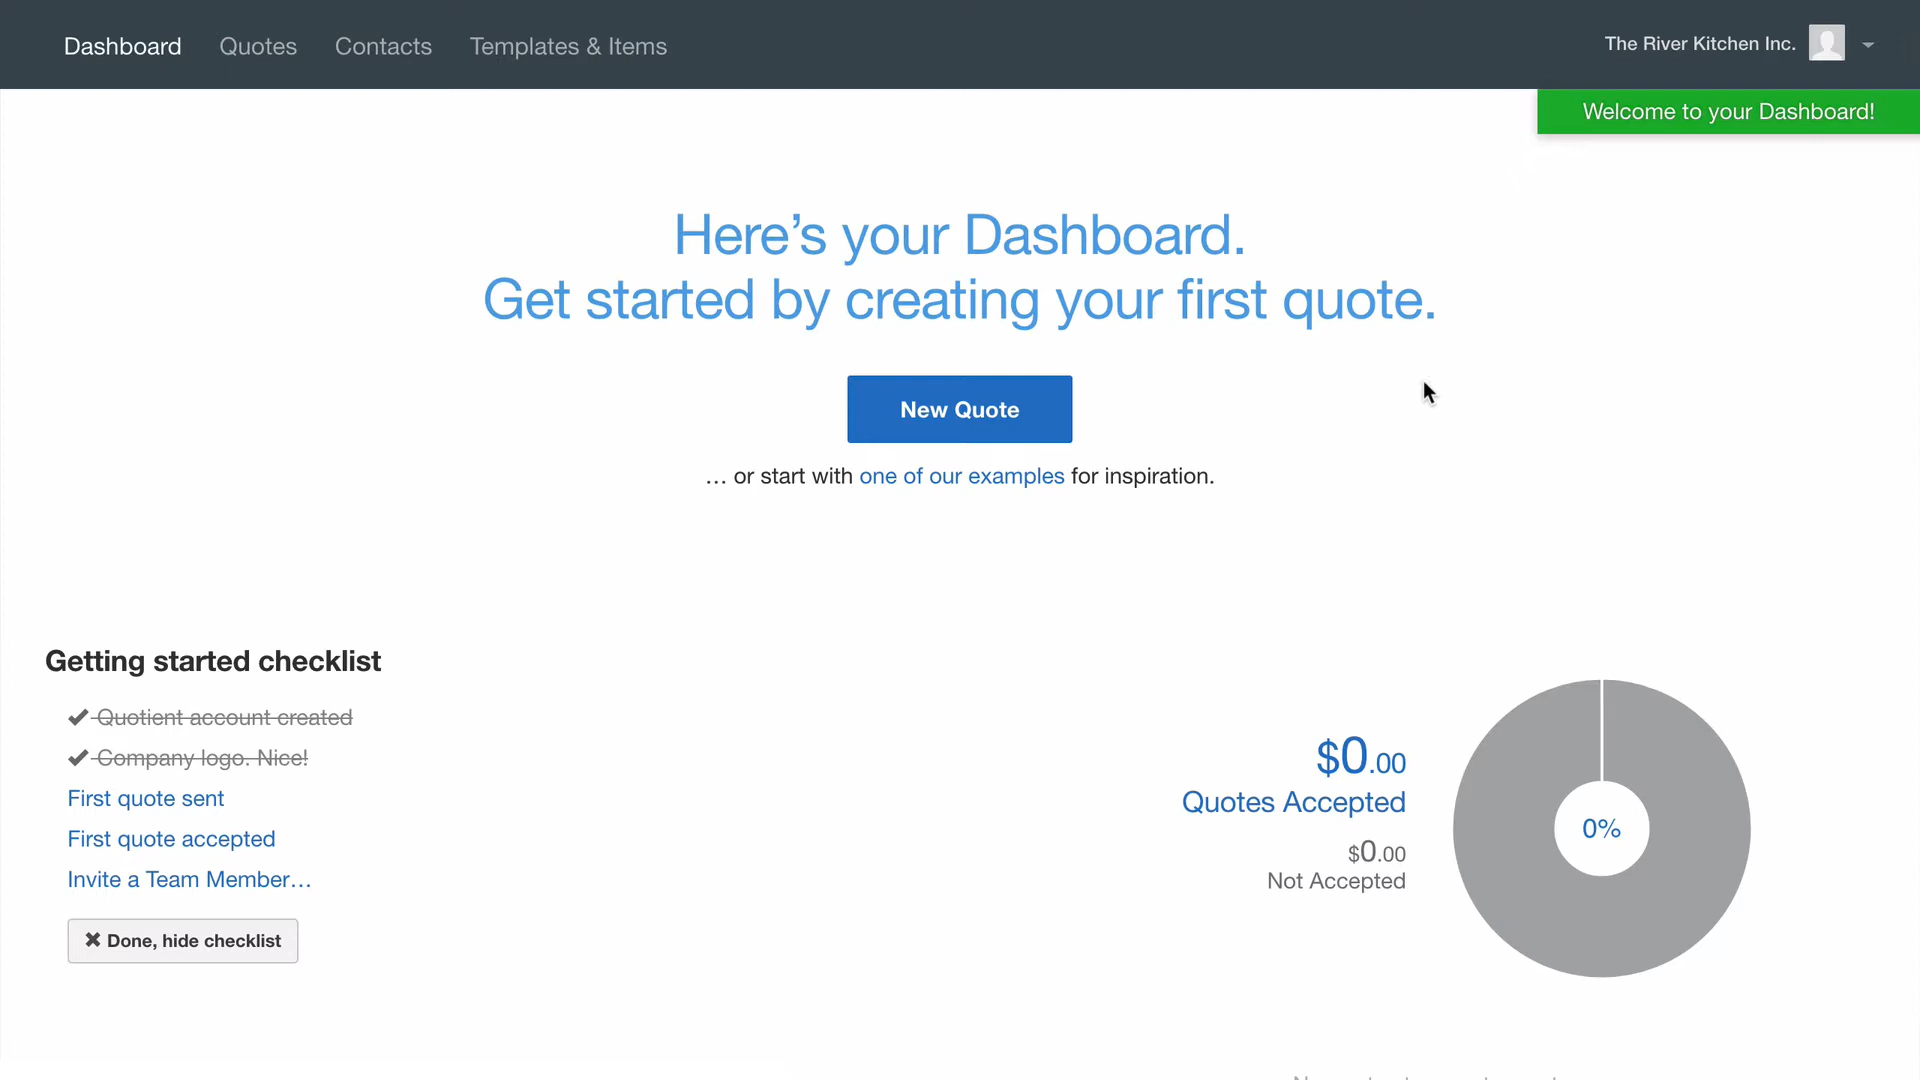 Dashboard Quotes Contacts Templates & Items The River Kitchen Inc.
Welcome to your Dashboard!
Here’s your Dashboard.
Get started by creating your first quote.
New Quote
… or start with one of our examples for inspiration.
Getting started checklist
Quotient account created
Company logo. Nice!
First quote sent
First quote accepted
Invite a Team Member…
Done, hide checklist
$0.00
Quotes Accepted
$0.00
Not Accepted
0%